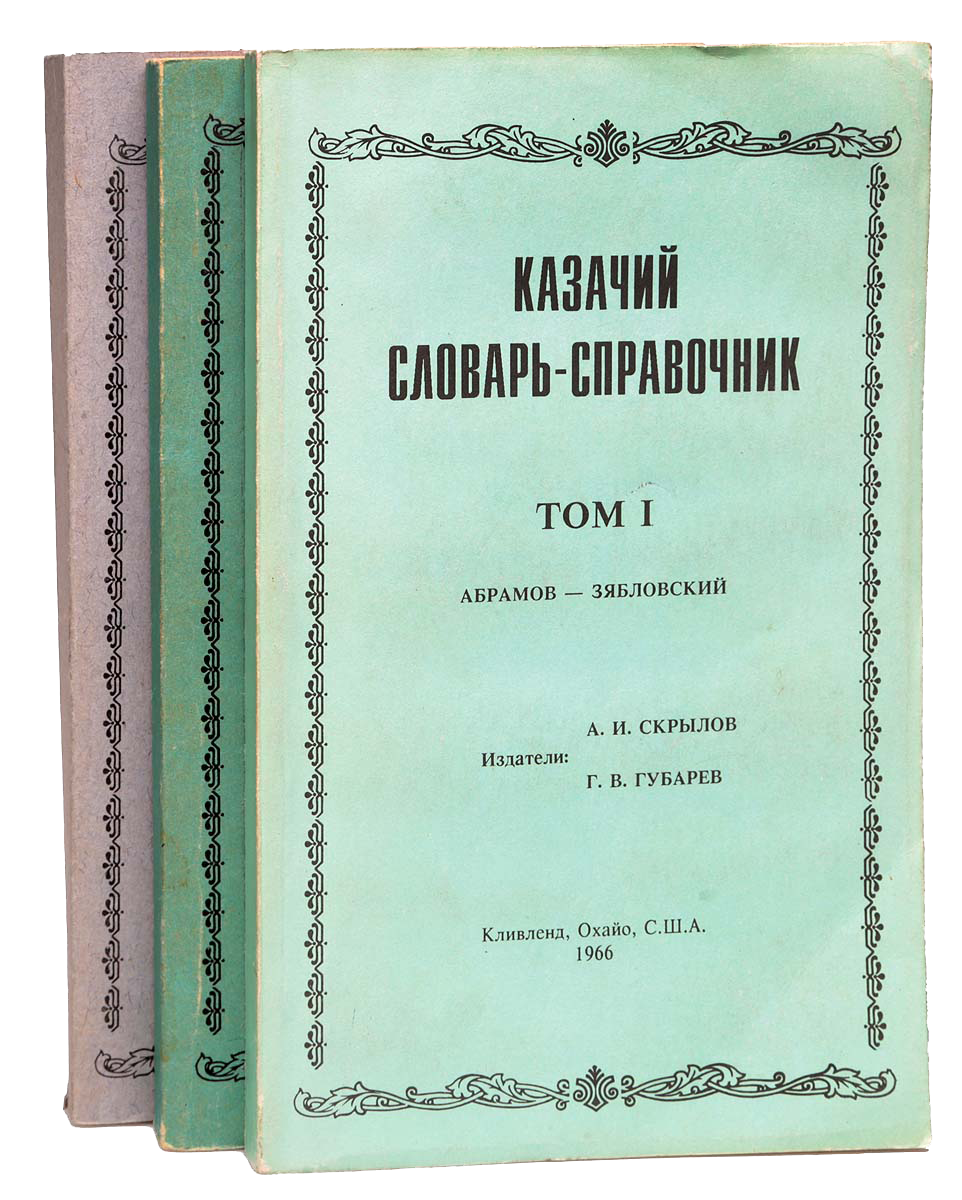 КАЗАЧИЙ
СЛОВАРЬ-СПРАВОЧНИК
ТОМ I
АБРАМОВ — ЗЯБЛОВСКИЙ
А. И. СКРЫЛОВ
Издатели:
Г. В. ГУБАРЕВ
Кливленд, Охайо, С.Ш.А.
1966